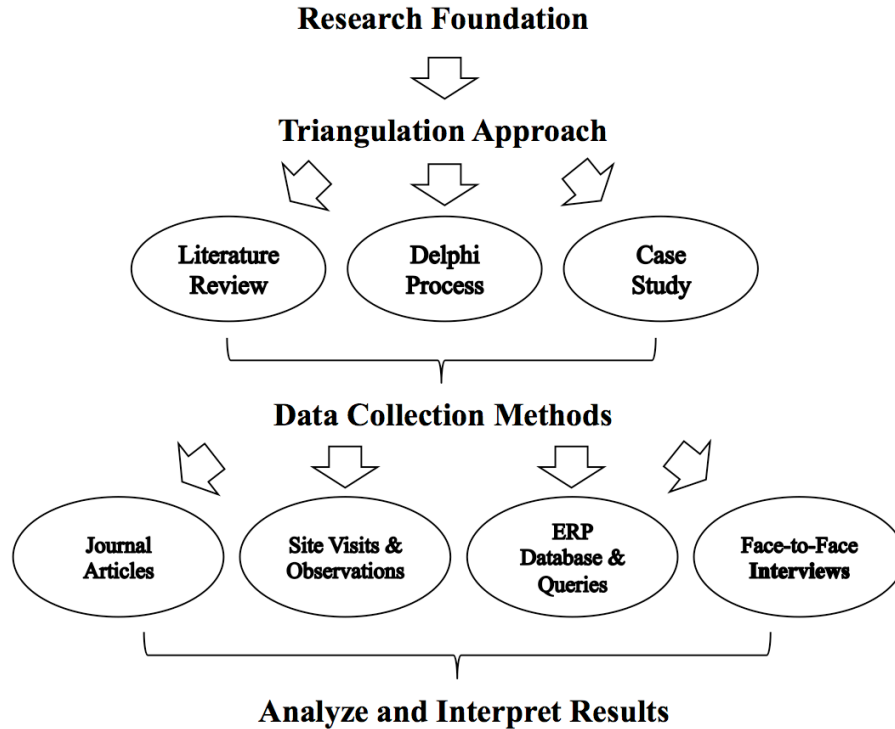 Research Foundation
Triangulation Approach
Literature
Review
Delphi
Process
Case
Study
Data Collection Methods
Journal
Articles
Site Visits &
Observations
ERP
Database &
Queries
Face-to-Face
Interviews
Analyze and Interpret Results